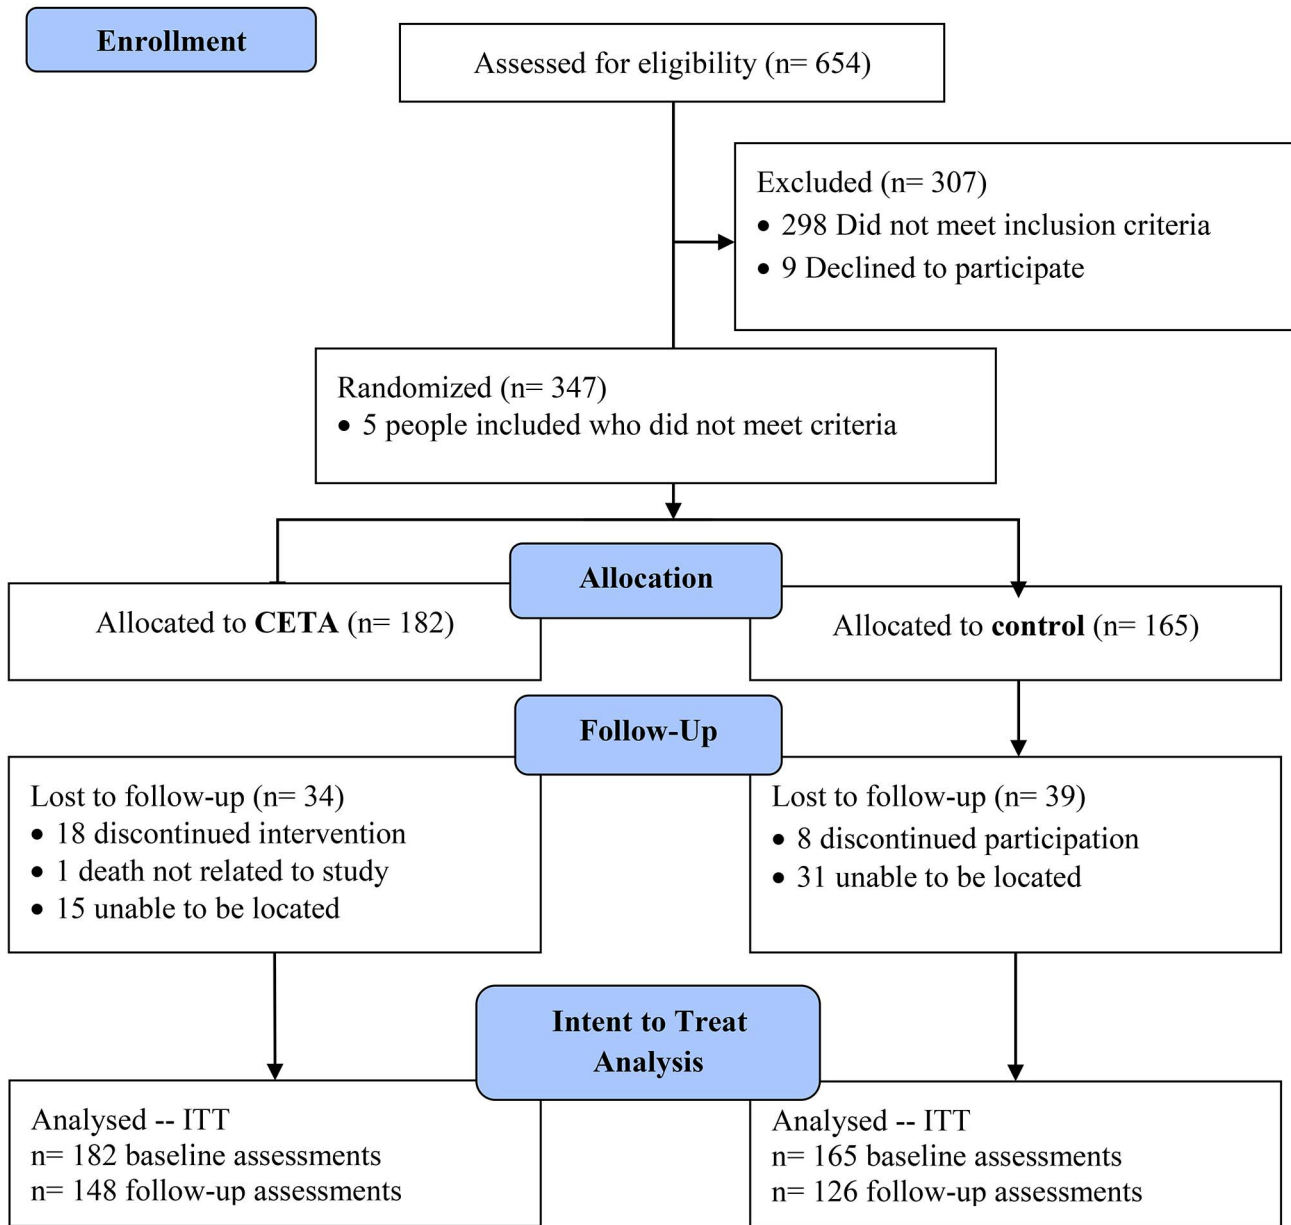 Enrollment
Assessed for eligibility (n= 654)
Excluded (n= 307)
• 298 Did not meet inclusion criteria
• 9 Declined to participate
Randomized (n= 347)
• 5 people included who did not meet criteria
Allocation
Allocated to CETA (n= 182)
Allocated to control (n= 165)
Follow-Up
Lost to follow-up (n= 34)
• 18 discontinued intervention
• 1 death not related to study
• 15 unable to be located
Lost to follow-up (n= 39)
• 8 discontinued participation
• 31 unable to be located
Intent to Treat
Analysis
Analysed -- ITT
n= 182 baseline assessments
n= 148 follow-up assessments
Analysed -- ITT
n= 165 baseline assessments
n= 126 follow-up assessments